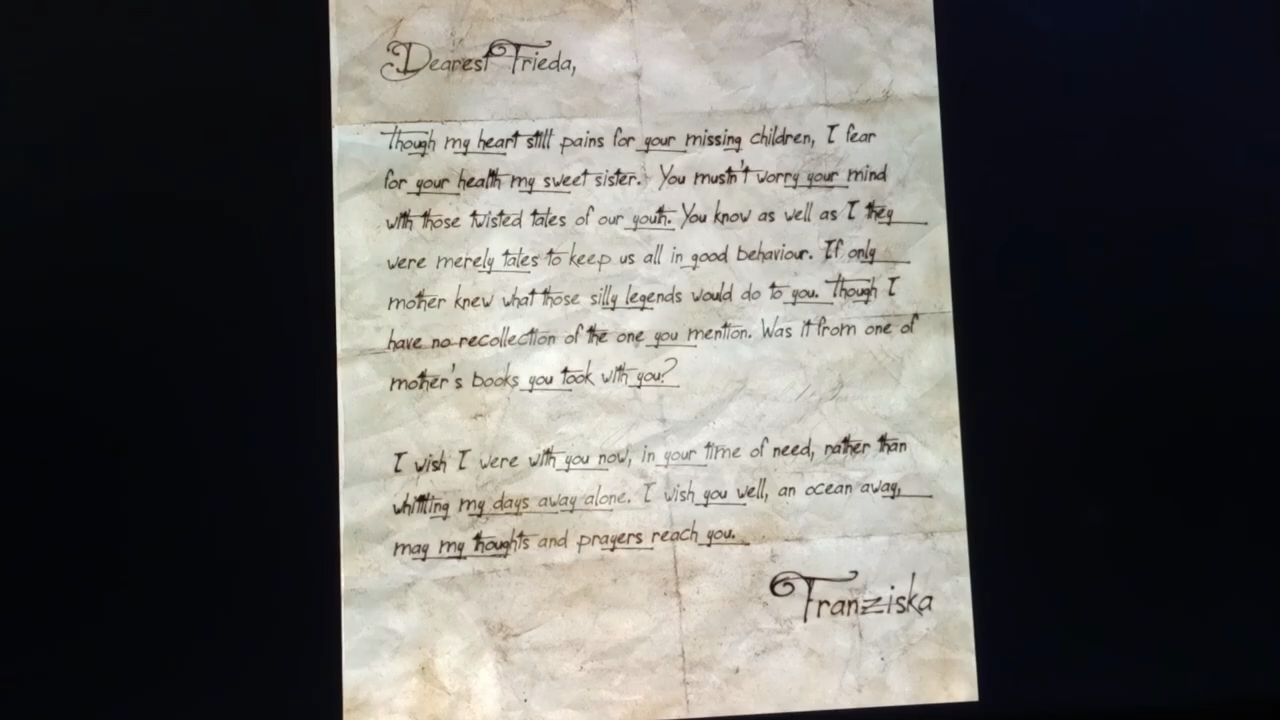 Dearest Frieda,
Though my heart still pains for your missing children, I fear
for your health my sweet sister. You mustn't worry your mind
with those twisted tales of our youth. You know as well as I they
were merely tales to keep us all in good behaviour. If only
mother knew what those silly legends would do to you. Though I
have no recollection of the one you mention. Was it from one of
mother's books you took with you?
I wish I were with you now, in your time of need, rather than
whittling my days away alone. I wish you well, an ocean away,
may my thoughts and prayers reach you.
Franziska